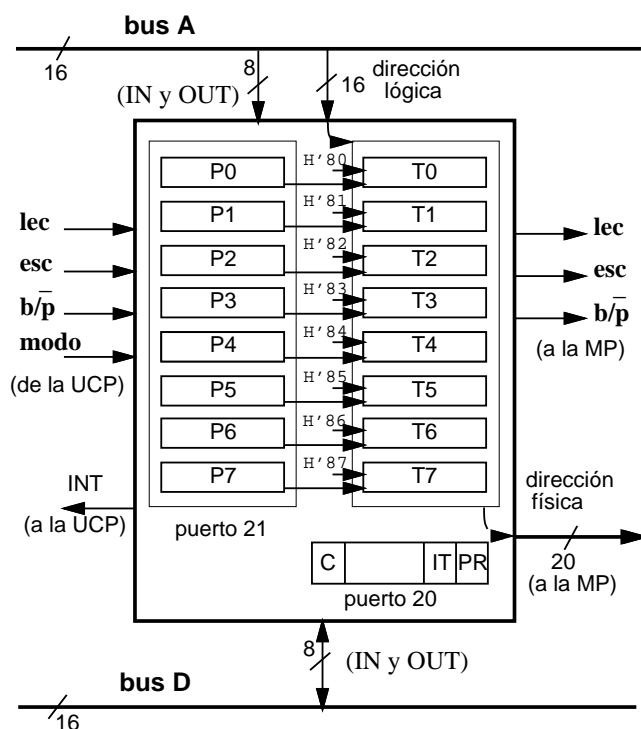 bus A
16
8
(IN y OUT)
16
dirección
lógica
P0
H'80
T0
P1
H'81
T1
P2
H'82
T2
P3
H'83
T3
P4
H'84
T4
P5
H'85
T5
P6
H'86
T6
P7
H'87
T7
lec
esc
b/p̅
modo
(de la UCP)
INT
(a la UCP)
lec
esc
b/p̅
(a la MP)
dirección
física
20
(a la MP)
puerto 21
C
IT
PR
puerto 20
8
(IN y OUT)
bus D
16